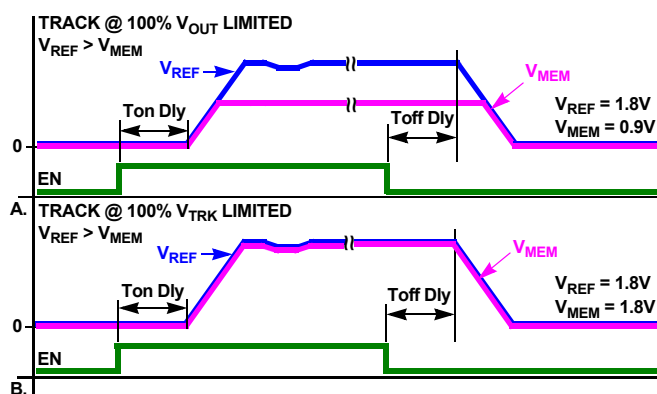 TRACK @ 100% VOUT LIMITED
VREF > VMEM
VREF
VMEM
Ton Dly
Toff Dly
VREF = 1.8V
VMEM = 0.9V
0
EN
A.
TRACK @ 100% VTRK LIMITED
VREF > VMEM
VREF
VMEM
Ton Dly
Toff Dly
VREF = 1.8V
VMEM = 1.8V
0
EN
B.